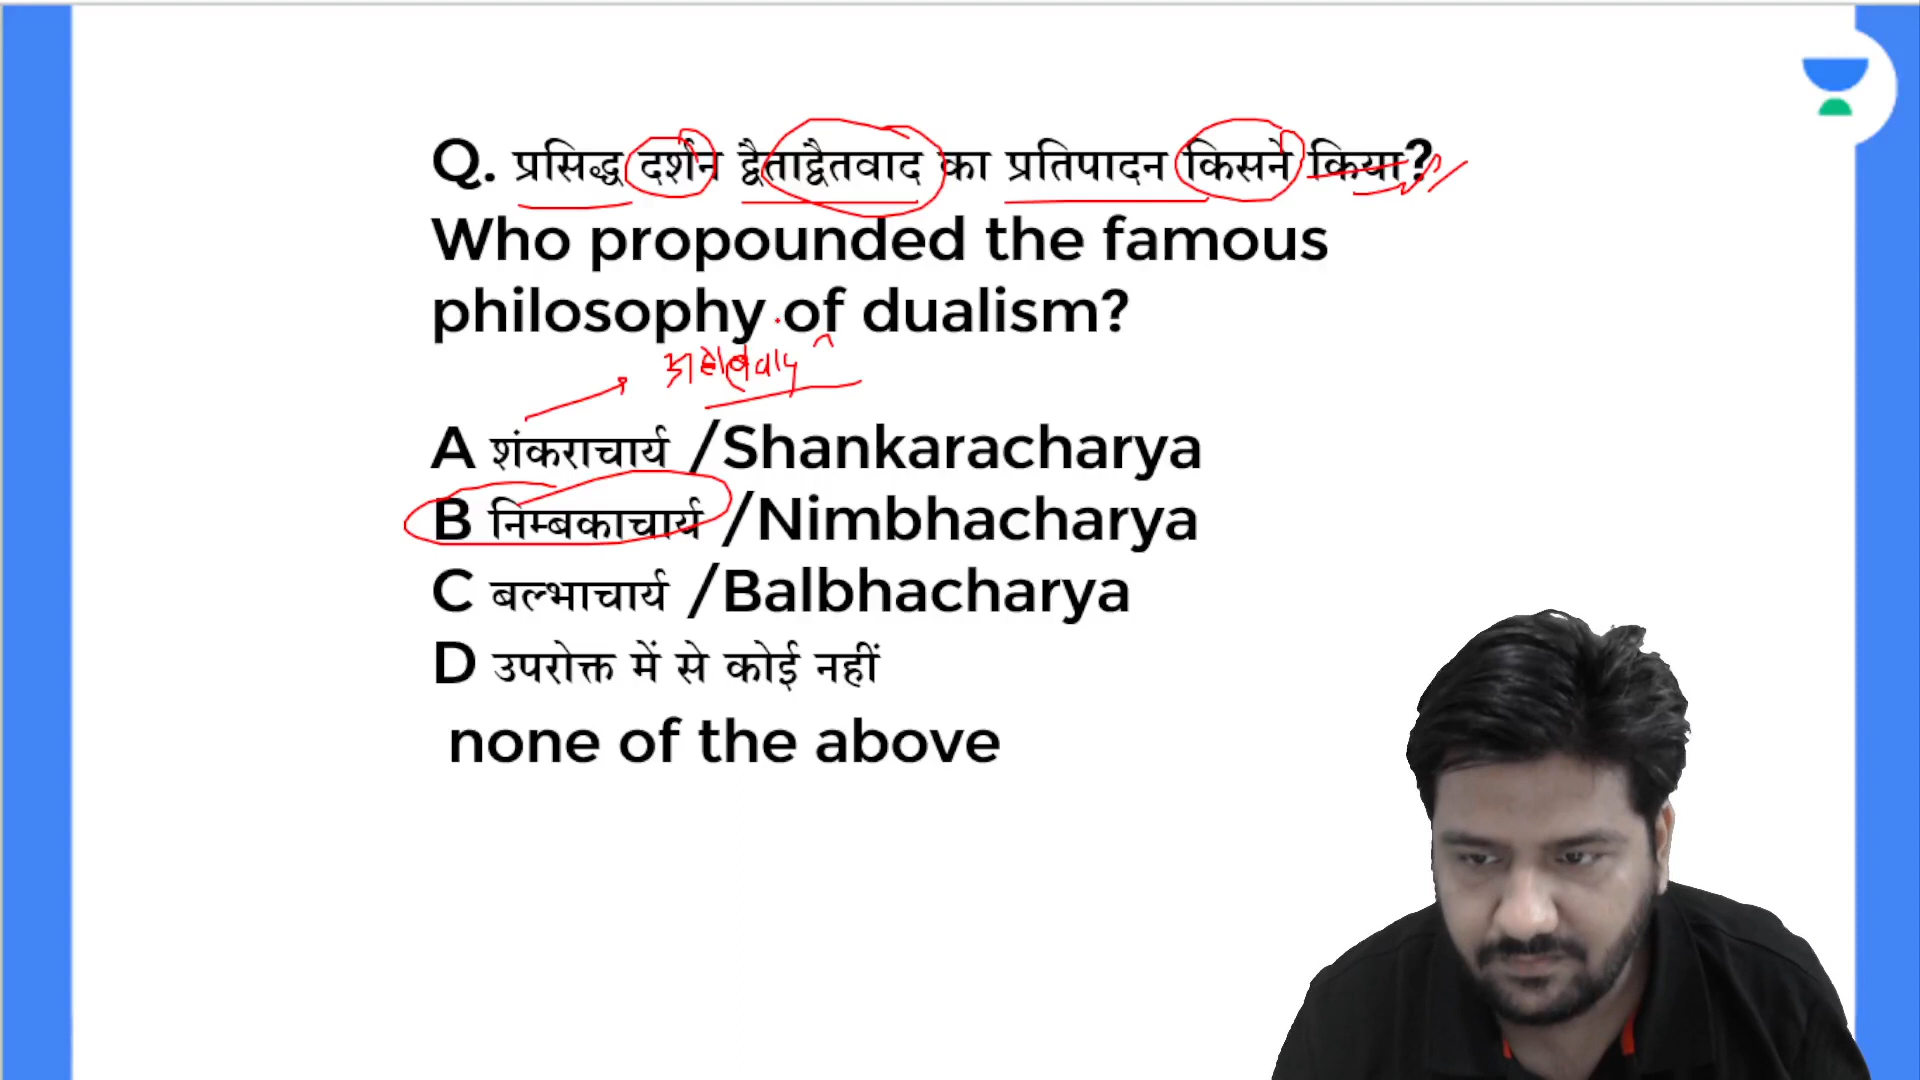 Q. प्रसिद्ध दर्शन द्वैताद्वैतवाद का प्रतिपादन किसने किया?
Who propounded the famous
philosophy of dualism?
A शंकराचार्य /Shankaracharya
B निम्बकाचार्य /Nimbhacharya
C बल्भाचार्य /Balbhacharya
D उपरोक्त में से कोई नहीं
none of the above